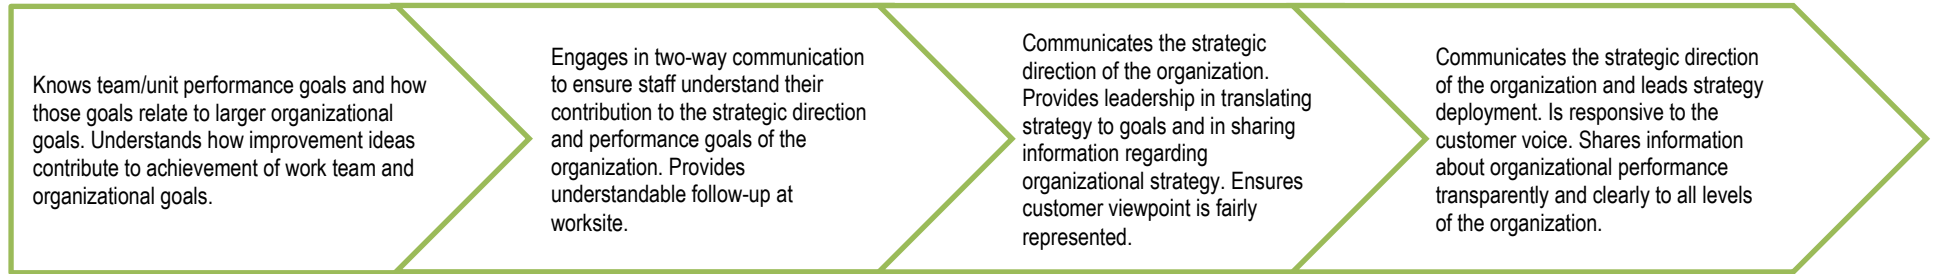 Knows team/unit performance goals and how
those goals relate to larger organizational
goals. Understands how improvement ideas
contribute to achievement of work team and
organizational goals.
Engages in two-way communication
to ensure staff understand their
contribution to the strategic direction
and performance goals of the
organization. Provides
understandable follow-up at
worksite.
Communicates the strategic
direction of the organization.
Provides leadership in translating
strategy to goals and in sharing
information regarding
organizational strategy. Ensures
customer viewpoint is fairly
represented.
Communicates the strategic direction
of the organization and leads strategy
deployment. Is responsive to the
customer voice. Shares information
about organizational performance
transparently and clearly to all levels
of the organization.